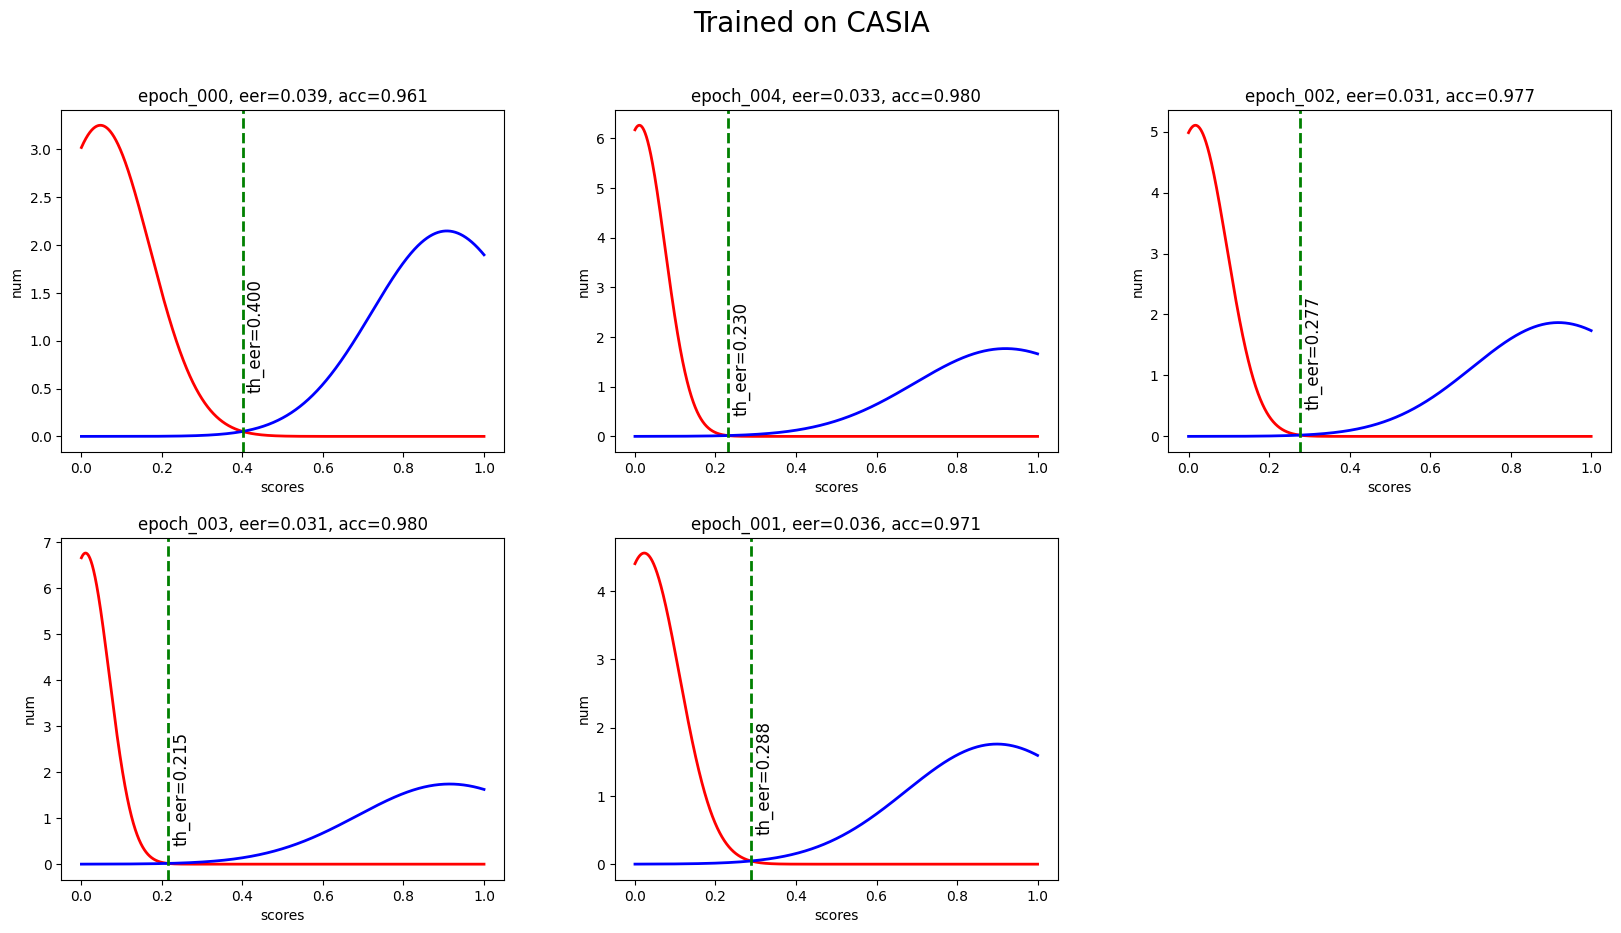 Trained on CASIA
epoch_000, eer=0.039, acc=0.961
num
3.0
2.5
2.0
1.5
1.0
0.5
0.0
th_eer=0.400
0.0 0.2 0.4 0.6 0.8 1.0
scores
epoch_004, eer=0.033, acc=0.980
num
6
5
4
3
2
1
0
th_eer=0.230
0.0 0.2 0.4 0.6 0.8 1.0
scores
epoch_002, eer=0.031, acc=0.977
num
5
4
3
2
1
0
th_eer=0.277
0.0 0.2 0.4 0.6 0.8 1.0
scores
epoch_003, eer=0.031, acc=0.980
num
7
6
5
4
3
2
1
0
th_eer=0.215
0.0 0.2 0.4 0.6 0.8 1.0
scores
epoch_001, eer=0.036, acc=0.971
num
4
3
2
1
0
th_eer=0.288
0.0 0.2 0.4 0.6 0.8 1.0
scores